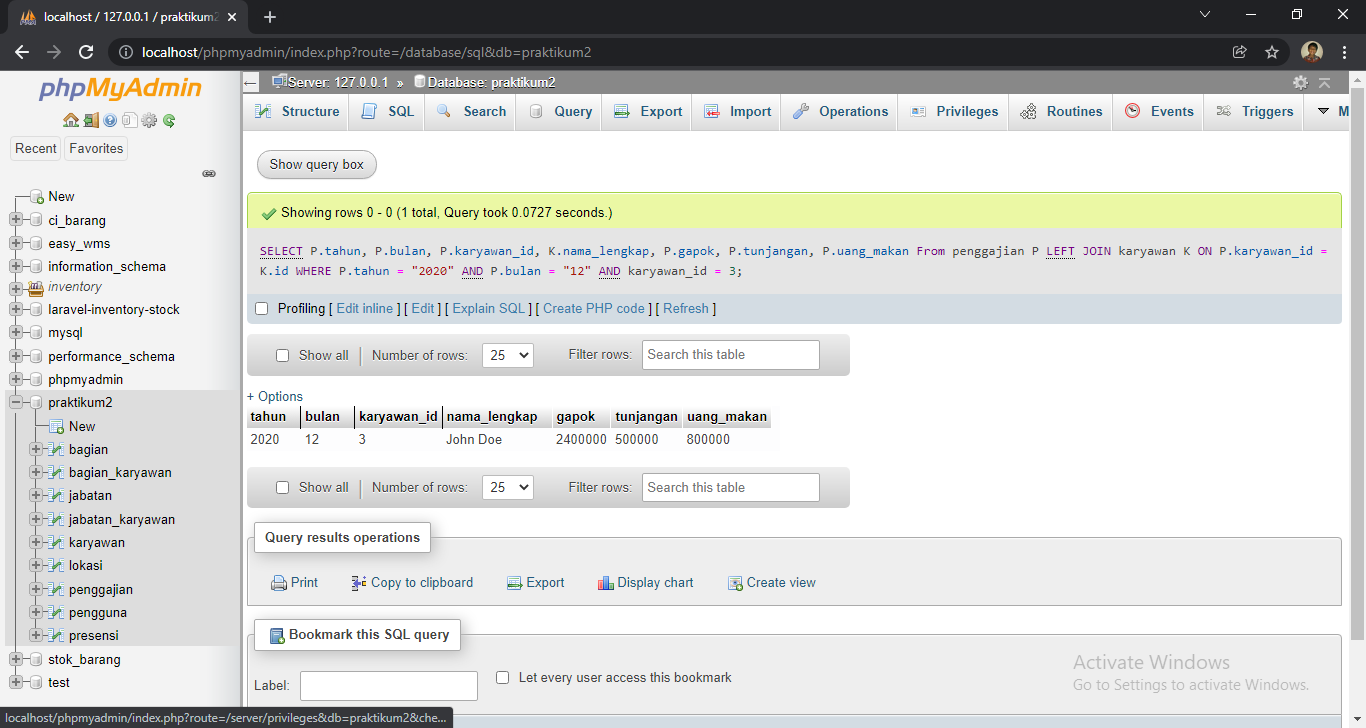 localhost / 127.0.0.1 / praktikum2
localhost/phpmyadmin/index.php?route=/database/sql&db=praktikum2
phpMyAdmin
Recent Favorites
New
ci_barang
easy_wms
information_schema
inventory
laravel-inventory-stock
mysql
performance_schema
phpmyadmin
praktikum2
New
bagian
bagian_karyawan
jabatan
jabatan_karyawan
karyawan
lokasi
penggajian
pengguna
presensi
stok_barang
test
Server: 127.0.0.1 » Database: praktikum2
Structure SQL Search Query Export Import Operations Privileges Routines Events Triggers M
Show query box
Showing rows 0 - 0 (1 total, Query took 0.0727 seconds.)
SELECT P.tahun, P.bulan, P.karyawan_id, K.nama_lengkap, P.gapok, P.tunjangan, P.uang_makan From penggajian P LEFT JOIN karyawan K ON P.karyawan_id =
K.id WHERE P.tahun = "2020" AND P.bulan = "12" AND karyawan_id = 3;
Profiling [ Edit inline ] [ Edit ] [ Explain SQL ] [ Create PHP code ] [ Refresh ]
Show all Number of rows: 25 Filter rows: Search this table
+ Options
tahun bulan karyawan_id nama_lengkap gapok tunjangan uang_makan
2020 12 3 John Doe 2400000 500000 800000
Show all Number of rows: 25 Filter rows: Search this table
Query results operations
Print Copy to clipboard Export Display chart Create view
Bookmark this SQL query
Label: Let every user access this bookmark
Activate Windows
Go to Settings to activate Windows.
localhost/phpmyadmin/index.php?route=/server/privileges&db=praktikum2&che...